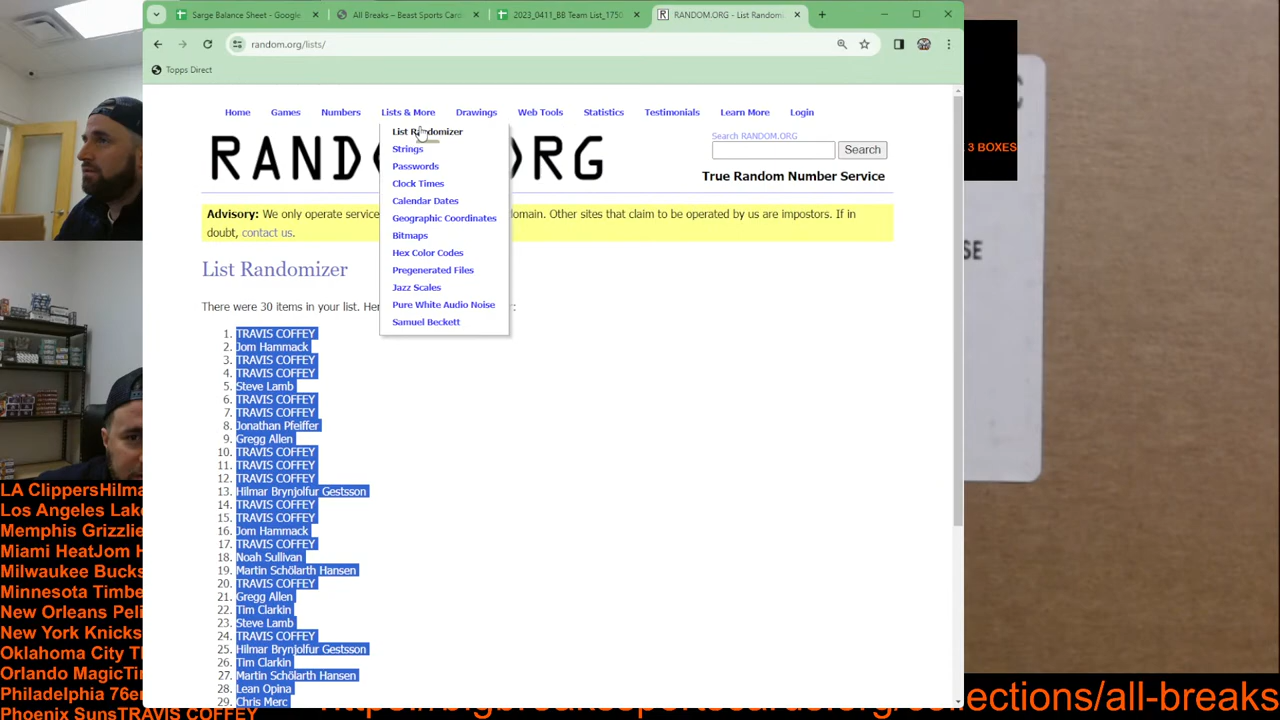 Sarge Balance Sheet - Google
All Breaks – Beast Sports Card
2023_0411_BB Team List_1750
RANDOM.ORG - List Random
random.org/lists/
Topps Direct
Home
Games
Numbers
Lists & More
Drawings
Web Tools
Statistics
Testimonials
Learn More
Login
List Randomizer
Strings
Passwords
Clock Times
Calendar Dates
Geographic Coordinates
Bitmaps
Hex Color Codes
Pregenerated Files
Jazz Scales
Pure White Audio Noise
Samuel Beckett
Search RANDOM.ORG
Search
True Random Number Service
Advisory: We only operate service domain. Other sites that claim to be operated by us are impostors. If in
doubt, contact us.
List Randomizer
There were 30 items in your list. Her :
1. TRAVIS COFFEY
2. Jom Hammack
3. TRAVIS COFFEY
4. TRAVIS COFFEY
5. Steve Lamb
6. TRAVIS COFFEY
7. TRAVIS COFFEY
8. Jonathan Pfeiffer
9. Gregg Allen
10. TRAVIS COFFEY
11. TRAVIS COFFEY
12. TRAVIS COFFEY
13. Hilmar Brynjolfur Gestsson
14. TRAVIS COFFEY
15. TRAVIS COFFEY
16. Jom Hammack
17. TRAVIS COFFEY
18. Noah Sullivan
19. Martin Schölarth Hansen
20. TRAVIS COFFEY
21. Gregg Allen
22. Tim Clarkin
23. Steve Lamb
24. TRAVIS COFFEY
25. Hilmar Brynjolfur Gestsson
26. Tim Clarkin
27. Martin Schölarth Hansen
28. Lean Opina
29. Chris Merc
3 BOXES
SE
LA ClippersHilma
Los Angeles Lak
Memphis Grizzlie
Miami HeatJom H
Milwaukee Bucks
Minnesota Timbe
New Orleans Peli
New York Knicks
Oklahoma City T
Orlando MagicTin
Philadelphia 76er
Phoenix SunsTRAVIS COFFEY
ections/all-breaks